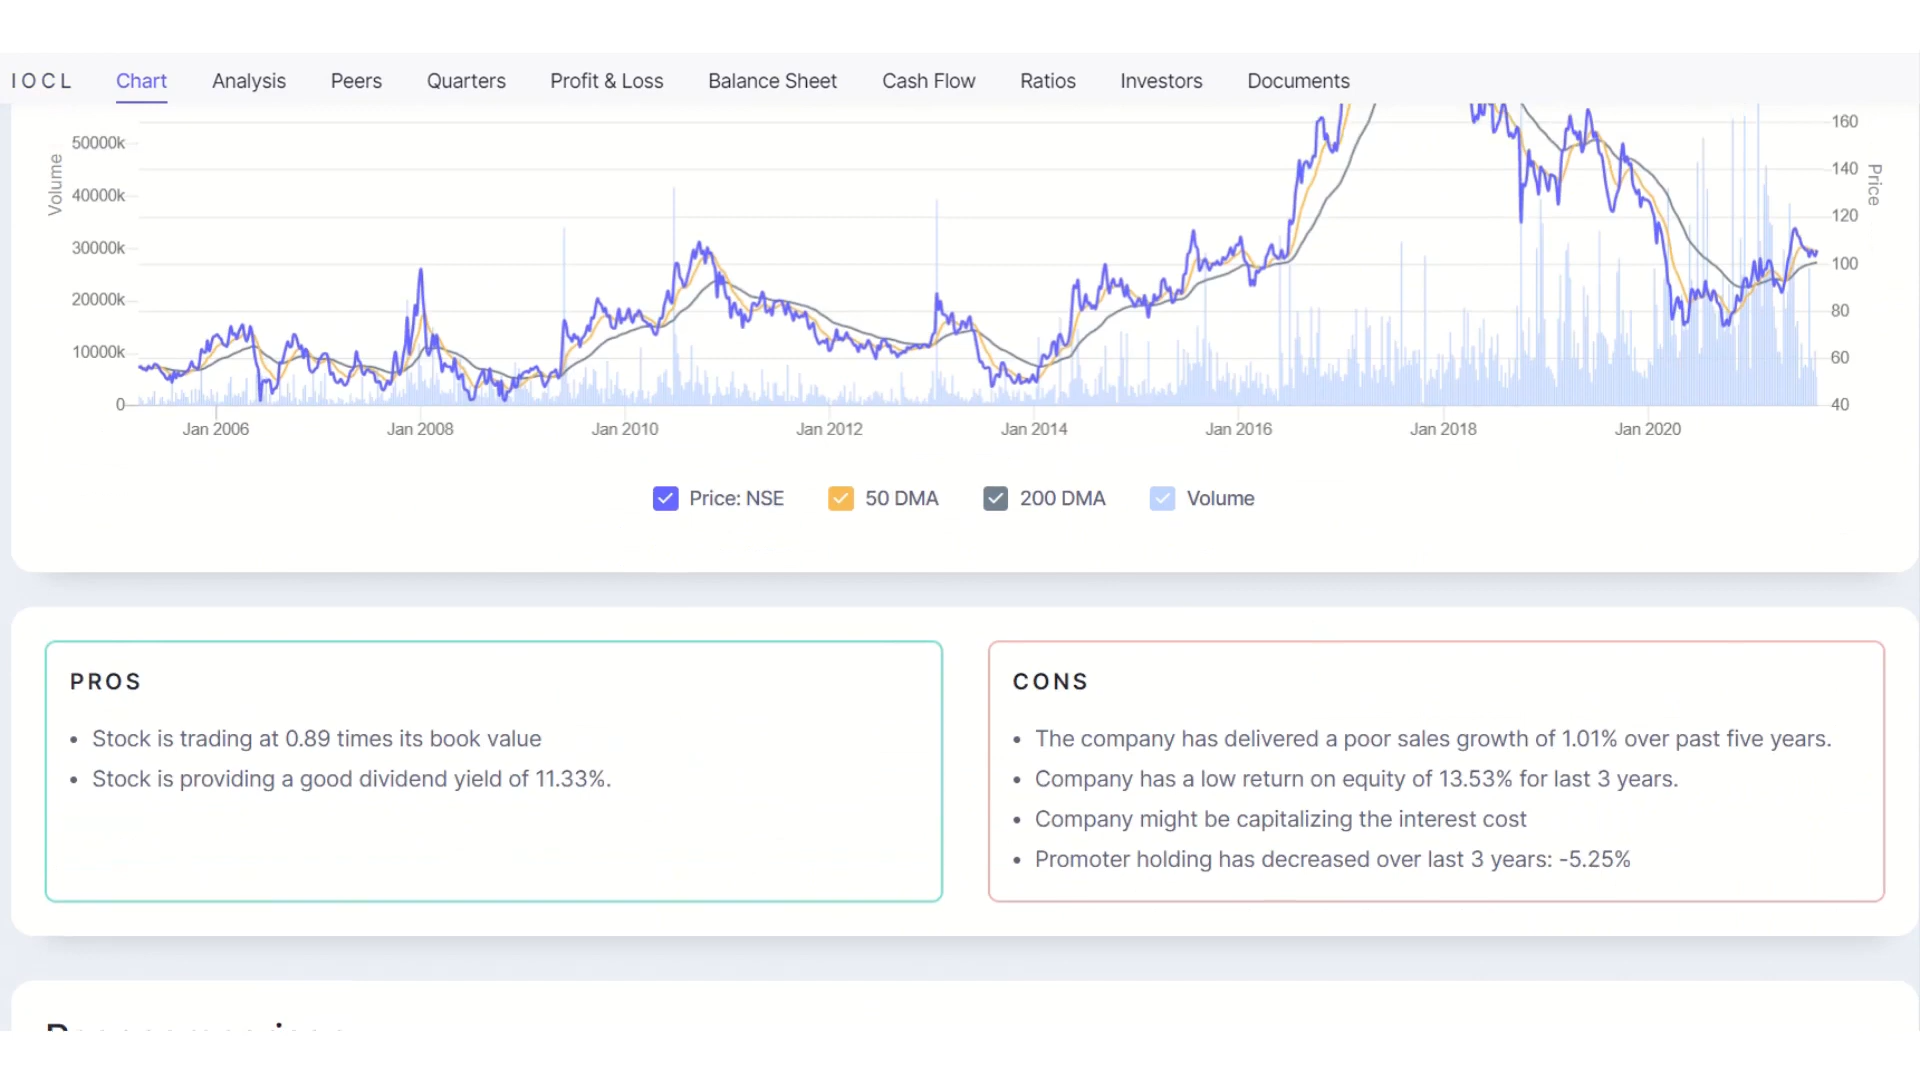 IOCL Chart Analysis Peers Quarters Profit & Loss Balance Sheet Cash Flow Ratios Investors Documents
Volume
50000k
40000k
30000k
20000k
10000k
0
Price
160
140
120
100
80
60
40
Jan 2006 Jan 2008 Jan 2010 Jan 2012 Jan 2014 Jan 2016 Jan 2018 Jan 2020
Price: NSE 50 DMA 200 DMA Volume
PROS
• Stock is trading at 0.89 times its book value
• Stock is providing a good dividend yield of 11.33%.
CONS
• The company has delivered a poor sales growth of 1.01% over past five years.
• Company has a low return on equity of 13.53% for last 3 years.
• Company might be capitalizing the interest cost
• Promoter holding has decreased over last 3 years: -5.25%